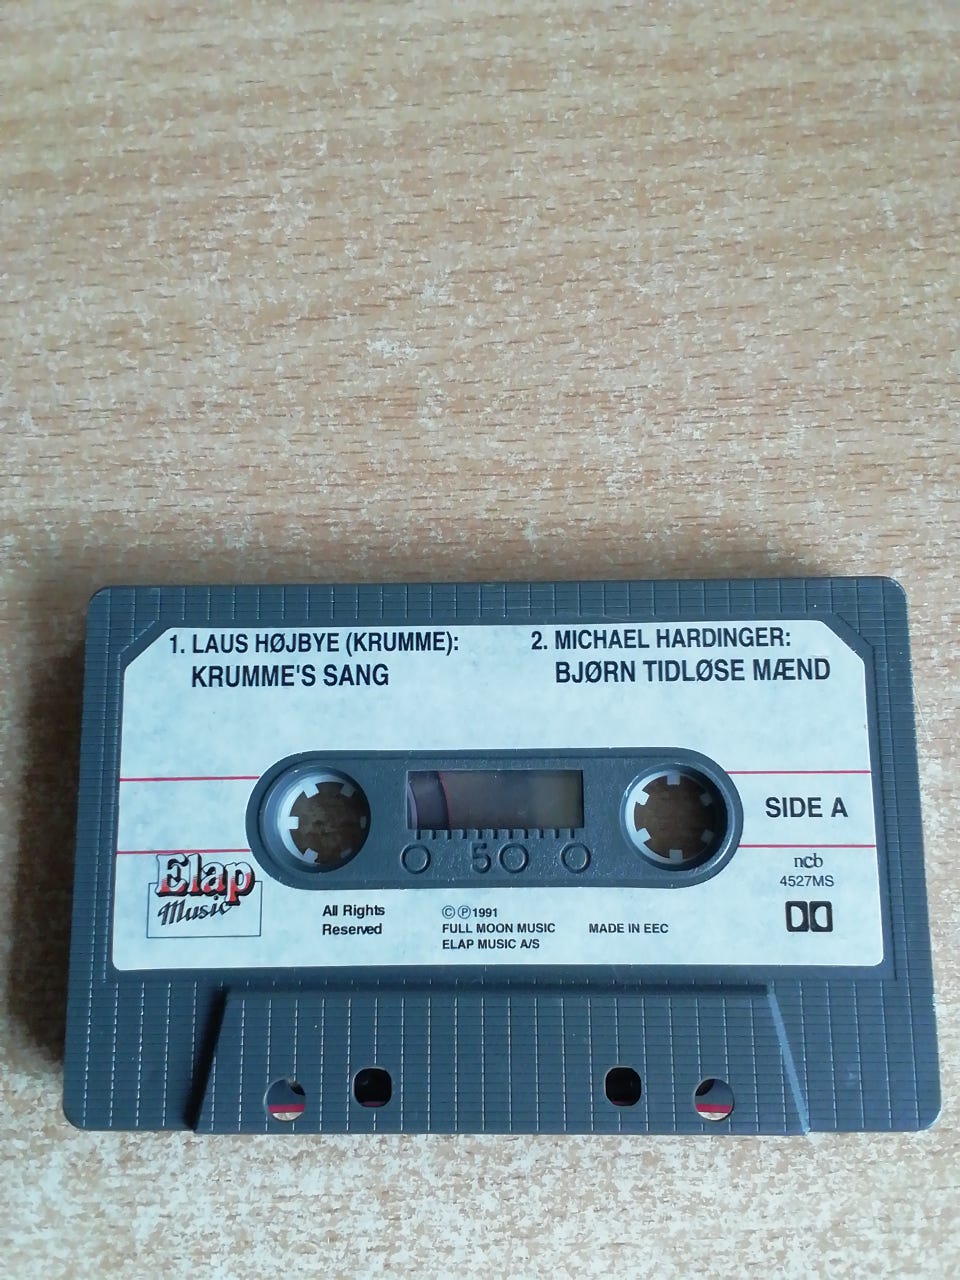 1. LAUS HØJBYE (KRUMME):
KRUMME'S SANG
2. MICHAEL HARDINGER:
BJØRN TIDLØSE MÆND
SIDE A
50
Elap
Music
All Rights
Reserved
©℗1991
FULL MOON MUSIC
ELAP MUSIC A/S
MADE IN EEC
ncb
4527MS